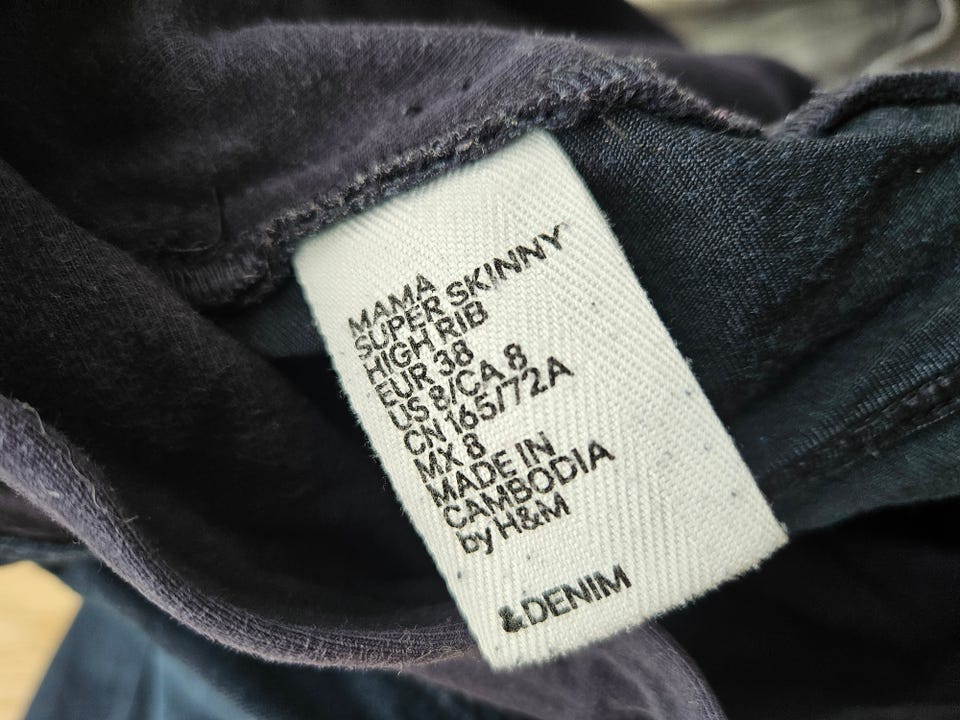 MAMA
SUPER SKINNY
HIGH RIB
EUR 38
US 8/CA 8
CN 165/72A
MX 8
MADE IN
CAMBODIA
by H&M
&DENIM